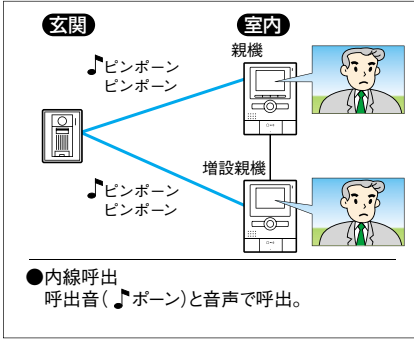 玄関
室内
親機
♪ピンポーン
ピンポーン
増設親機
♪ピンポーン
ピンポーン
●内線呼出
呼出音(♪ポーン)と音声で呼出。